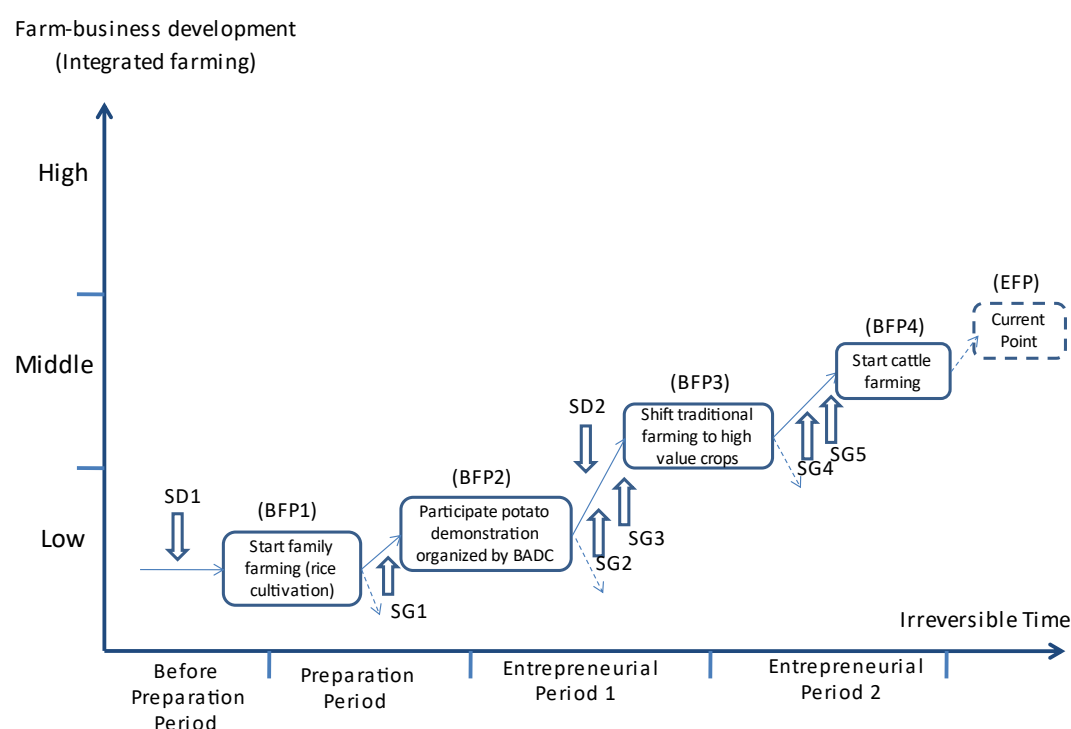 Farm-business development
(Integrated farming)
High
(EFP)
Current
Point
(BFP4)
Start cattle
farming
Middle
(BFP3)
Shift traditional
farming to high
value crops
SD2
SG4
SG5
(BFP2)
Participate potato
demonstration
organized by BADC
SD1
(BFP1)
Start family
farming (rice
cultivation)
Low
SG3
SG2
SG1
Irreversible Time
Before
Preparation
Period
Preparation
Period
Entrepreneurial
Period 1
Entrepreneurial
Period 2